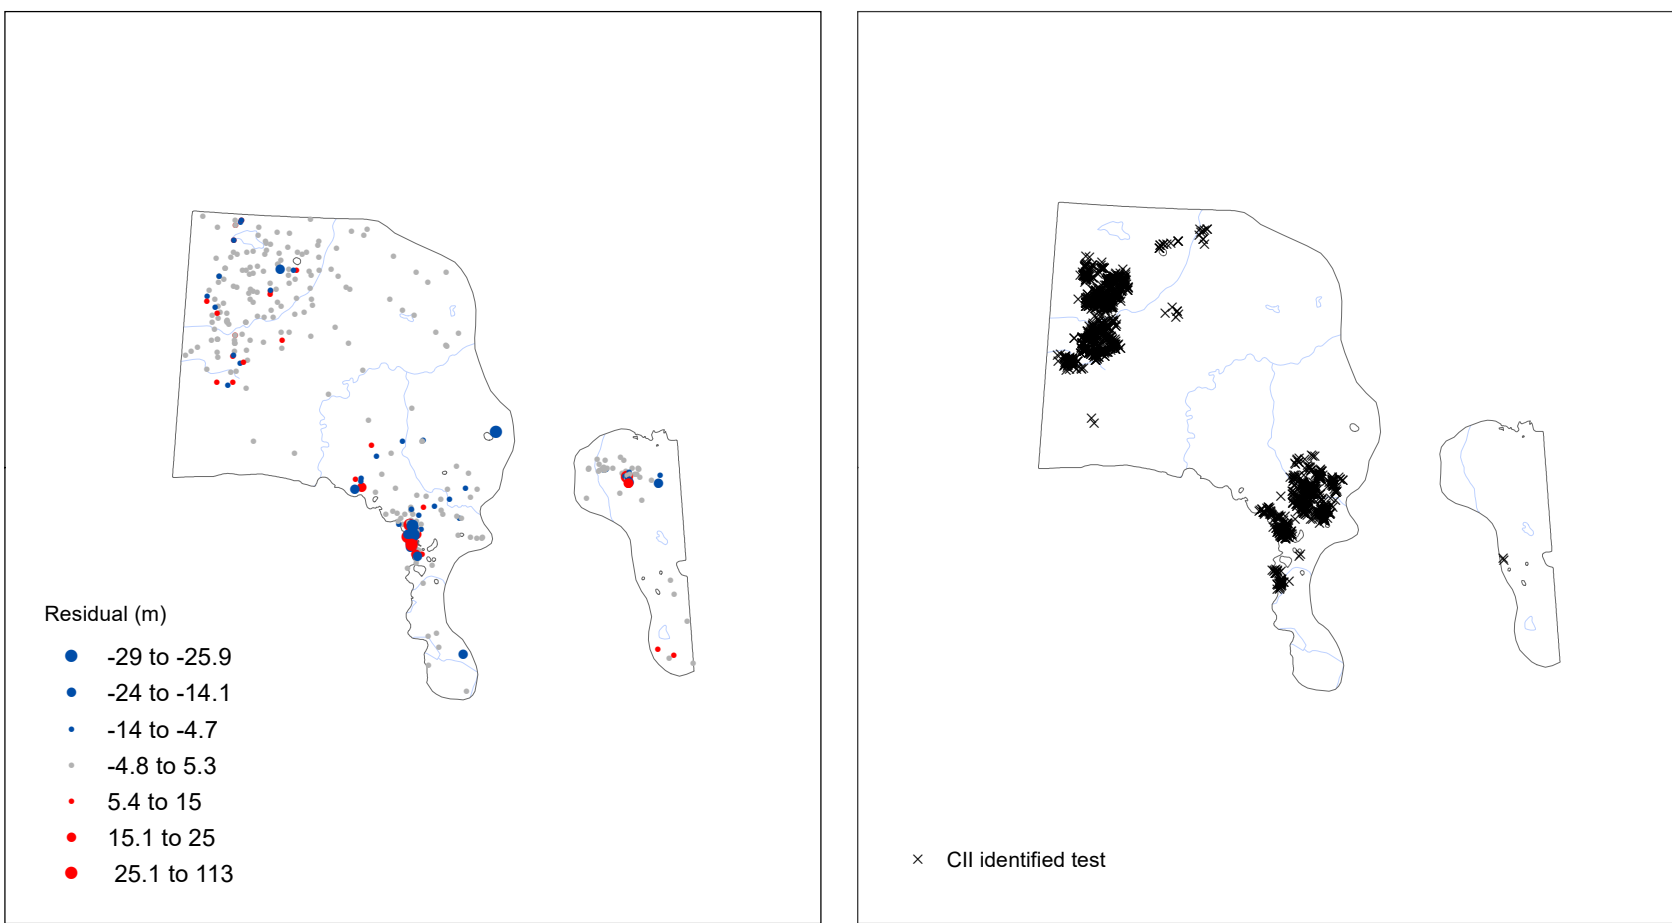 Residual (m)
-29 to -25.9
-24 to -14.1
-14 to -4.7
-4.8 to 5.3
5.4 to 15
15.1 to 25
25.1 to 113
CII identified test